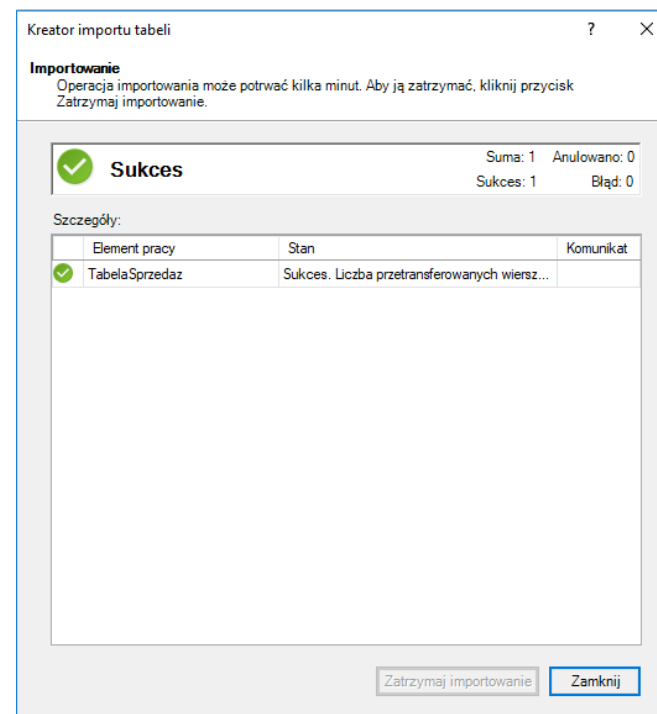 Kreator importu tabeli
Importowanie
Operacja importowania może potrwać kilka minut. Aby ją zatrzymać, kliknij przycisk
Zatrzymaj importowanie.
Sukces
Suma: 1 Anulowano: 0
Sukces: 1 Błąd: 0
Szczegóły:
Element pracy Stan Komunikat
TabelaSprzedaz Sukces. Liczba przetransferowanych wiersz...
Zatrzymaj importowanie Zamknij